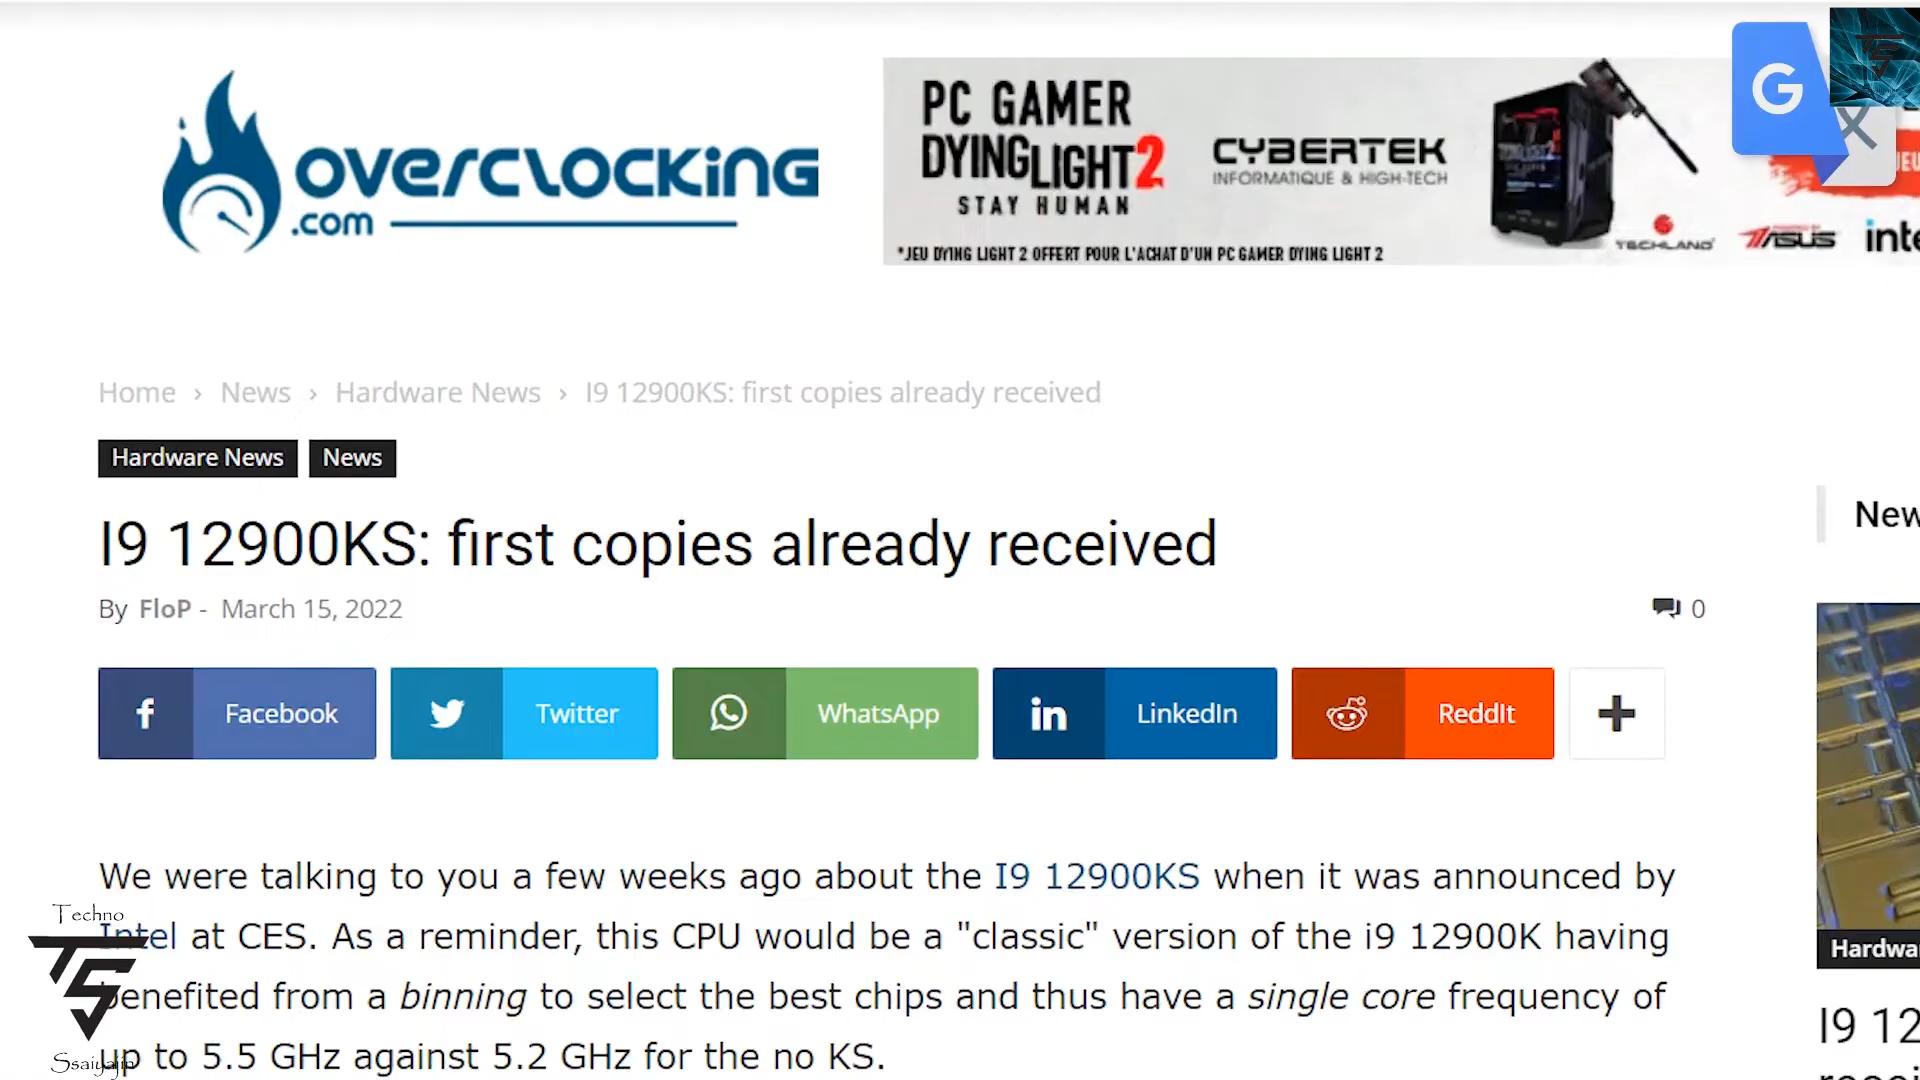 overclocking
.com
PC GAMER
DYING LIGHT 2
STAY HUMAN
CYBERTEK
INFORMATIQUE & HIGH-TECH
*JEU DYING LIGHT 2 OFFERT POUR L'ACHAT D'UN PC GAMER DYING LIGHT 2
TECHLAND
ASUS
inte
G
JEU
Home › News › Hardware News › I9 12900KS: first copies already received
Hardware News News
I9 12900KS: first copies already received
By FloP - March 15, 2022
0
Facebook Twitter WhatsApp LinkedIn ReddIt
We were talking to you a few weeks ago about the I9 12900KS when it was announced by
Intel at CES. As a reminder, this CPU would be a "classic" version of the i9 12900K having
benefited from a binning to select the best chips and thus have a single core frequency of
up to 5.5 GHz against 5.2 GHz for the no KS.
New
Hardwa
I9 12
Techno
TS
Ssaiyajin